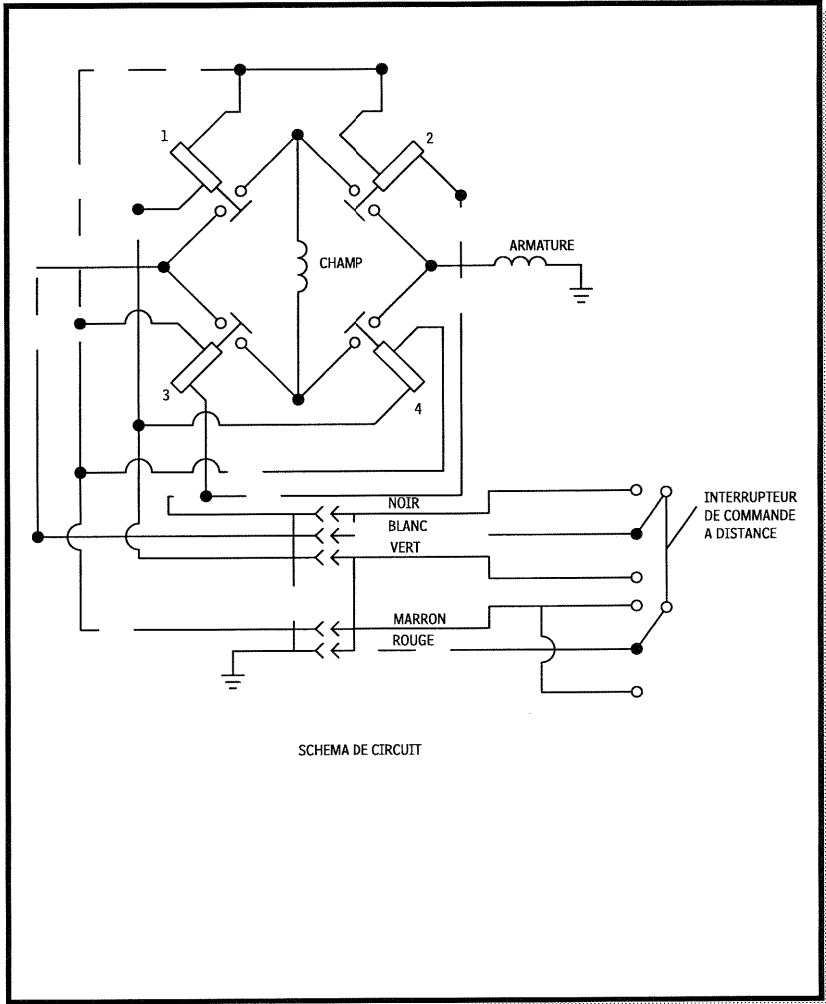 1
2
ARMATURE
CHAMP
3
4
NOIR
BLANC
VERT
INTERRUPTEUR
DE COMMANDE
A DISTANCE
MARRON
ROUGE
SCHEMA DE CIRCUIT